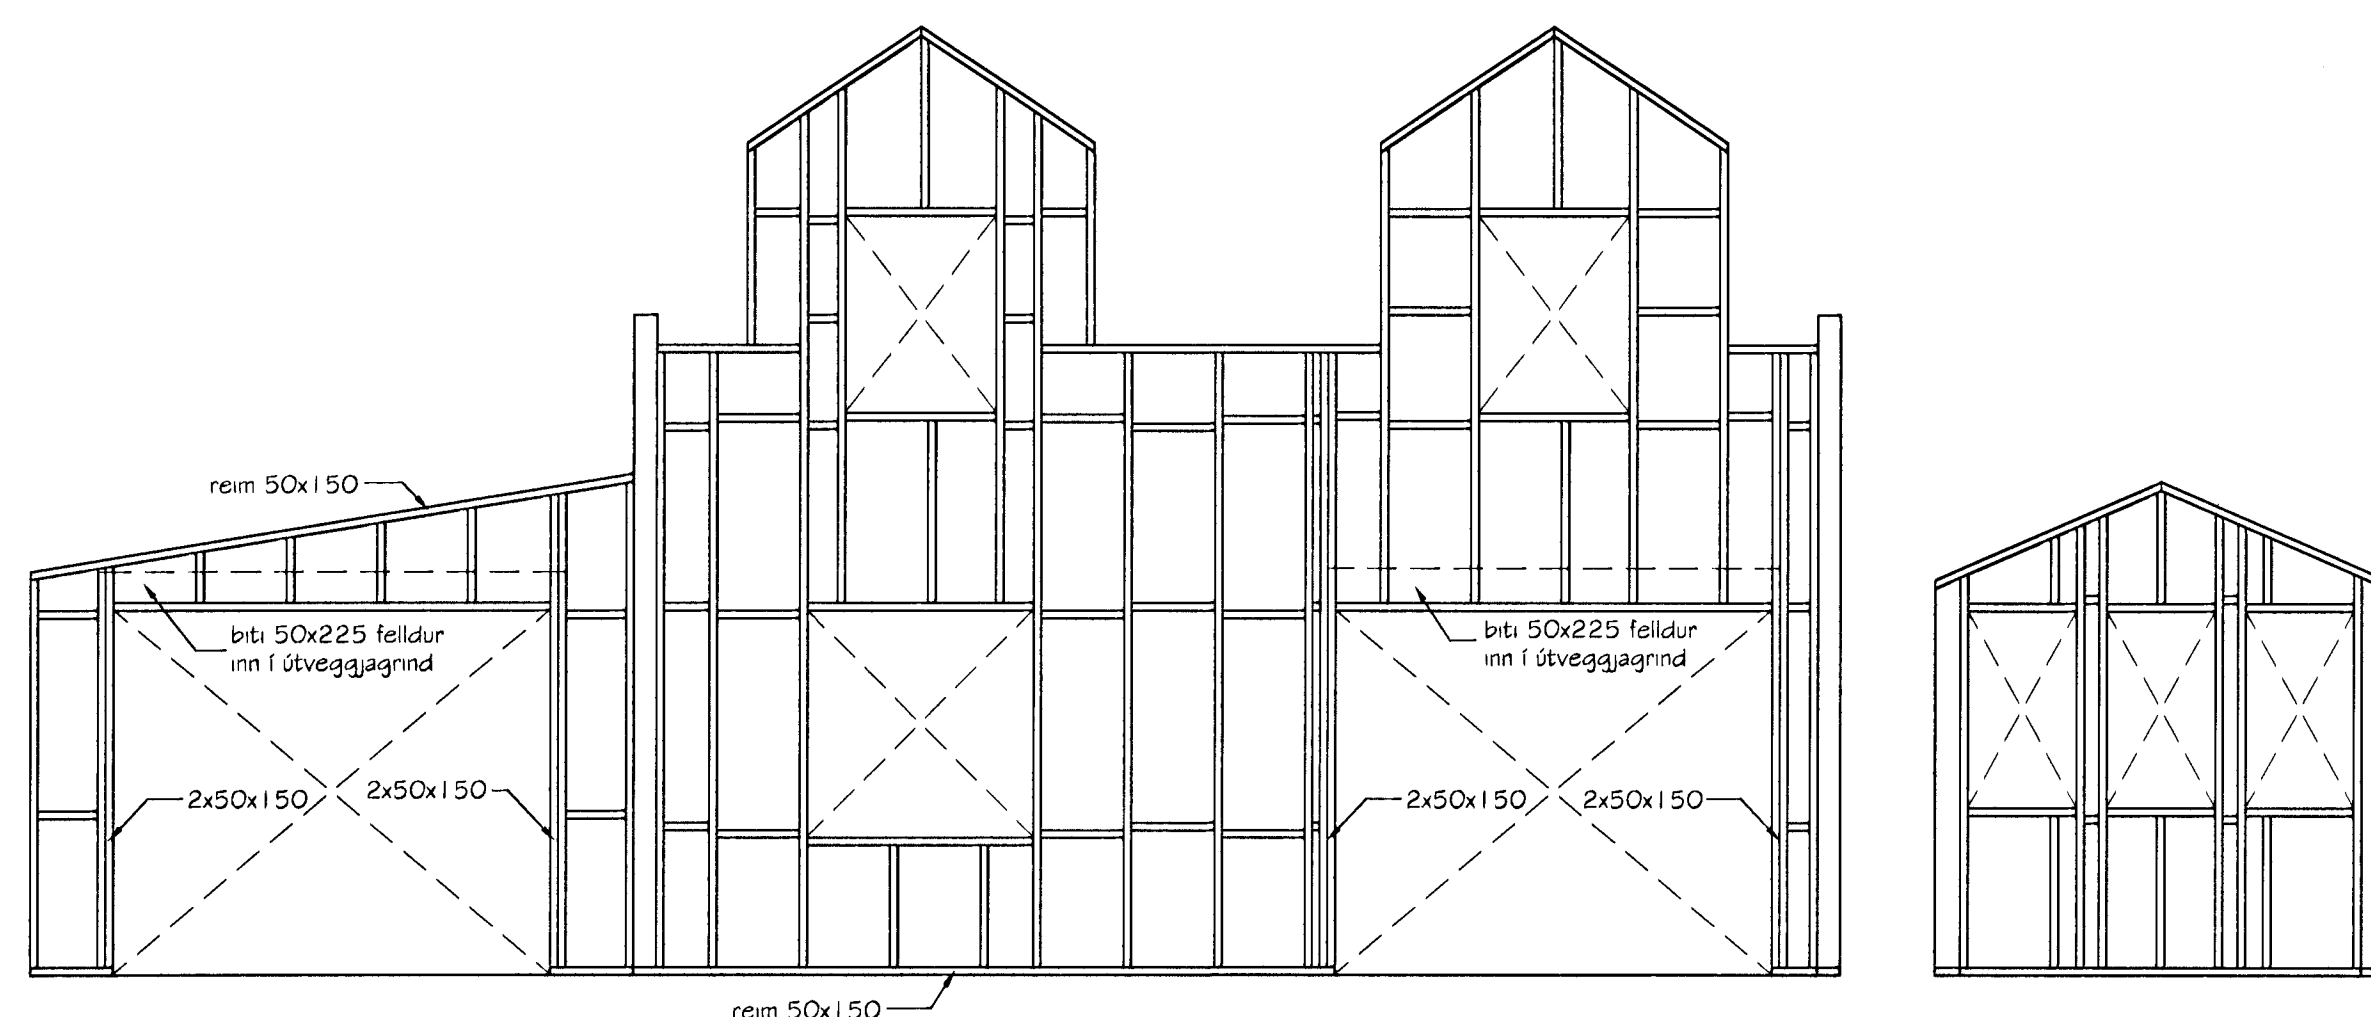 reim 50x150
biti 50x225 felldur
inn í útveggjagrind
biti 50x225 felldur
inn í útveggjagrind
2x50x150
2x50x150
2x50x150
2x50x150
reim 50x150